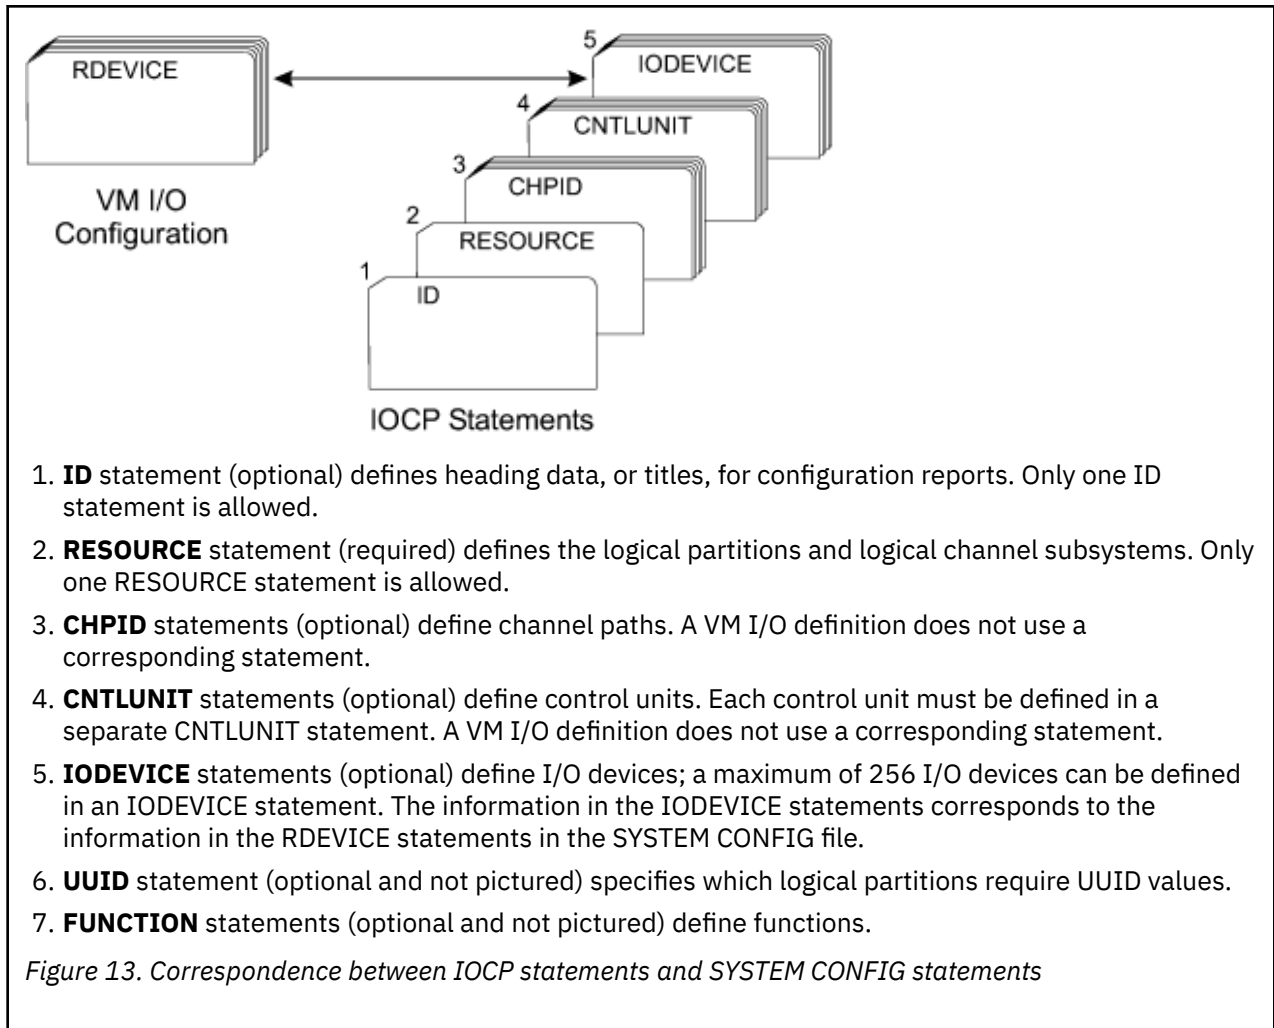 RDEVICE
VM I/O
Configuration
5
IODEVICE
4
CNTLUNIT
3
CHPID
2
RESOURCE
1
ID
IOCP Statements
1. ID statement (optional) defines heading data, or titles, for configuration reports. Only one ID
statement is allowed.
2. RESOURCE statement (required) defines the logical partitions and logical channel subsystems. Only
one RESOURCE statement is allowed.
3. CHPID statements (optional) define channel paths. A VM I/O definition does not use a
corresponding statement.
4. CNTLUNIT statements (optional) define control units. Each control unit must be defined in a
separate CNTLUNIT statement. A VM I/O definition does not use a corresponding statement.
5. IODEVICE statements (optional) define I/O devices; a maximum of 256 I/O devices can be defined
in an IODEVICE statement. The information in the IODEVICE statements corresponds to the
information in the RDEVICE statements in the SYSTEM CONFIG file.
6. UUID statement (optional and not pictured) specifies which logical partitions require UUID values.
7. FUNCTION statements (optional and not pictured) define functions.
Figure 13. Correspondence between IOCP statements and SYSTEM CONFIG statements